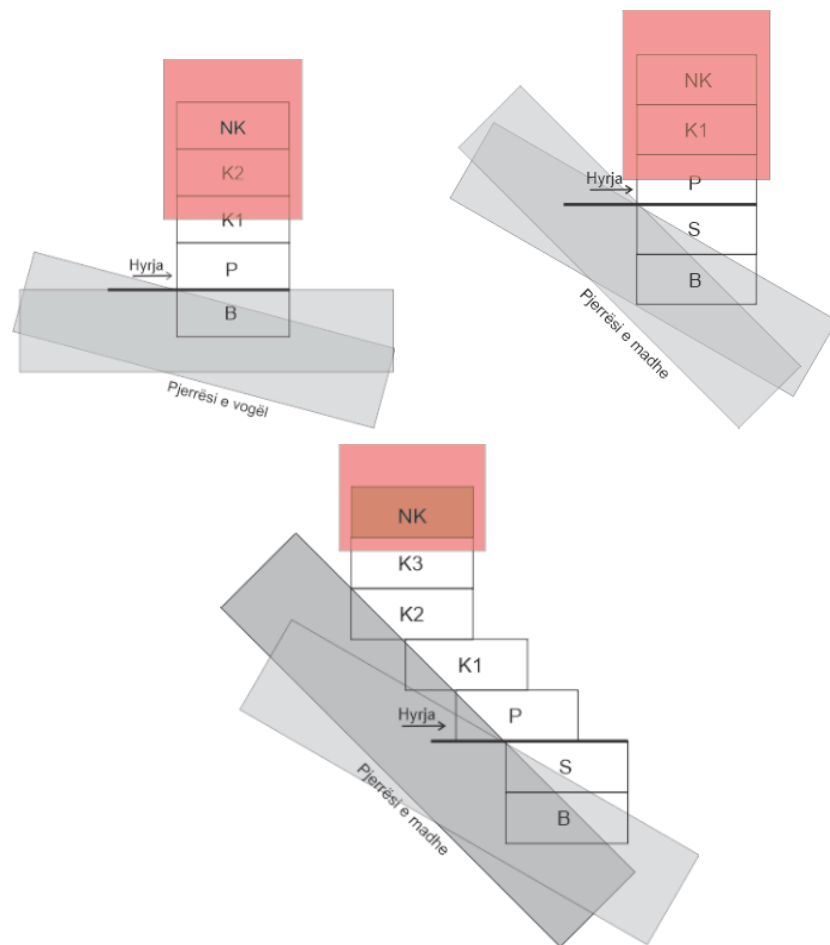 NK
K2
K1
Hyrja
P
B
Pjerrësi e vogël
NK
K1
Hyrja
P
S
B
Pjerrësi e madhe
NK
K3
K2
K1
Hyrja
P
S
B
Pjerrësi e madhe